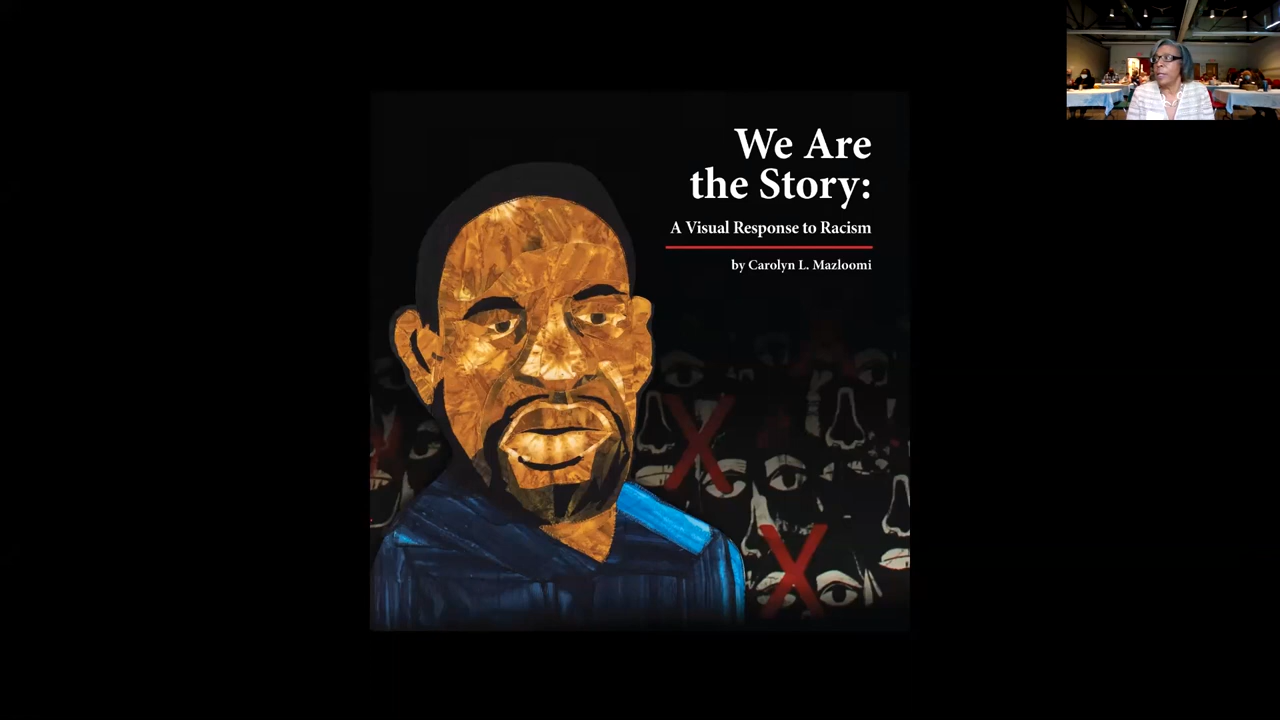 We Are
the Story:
A Visual Response to Racism
by Carolyn L. Mazloomi
X
X